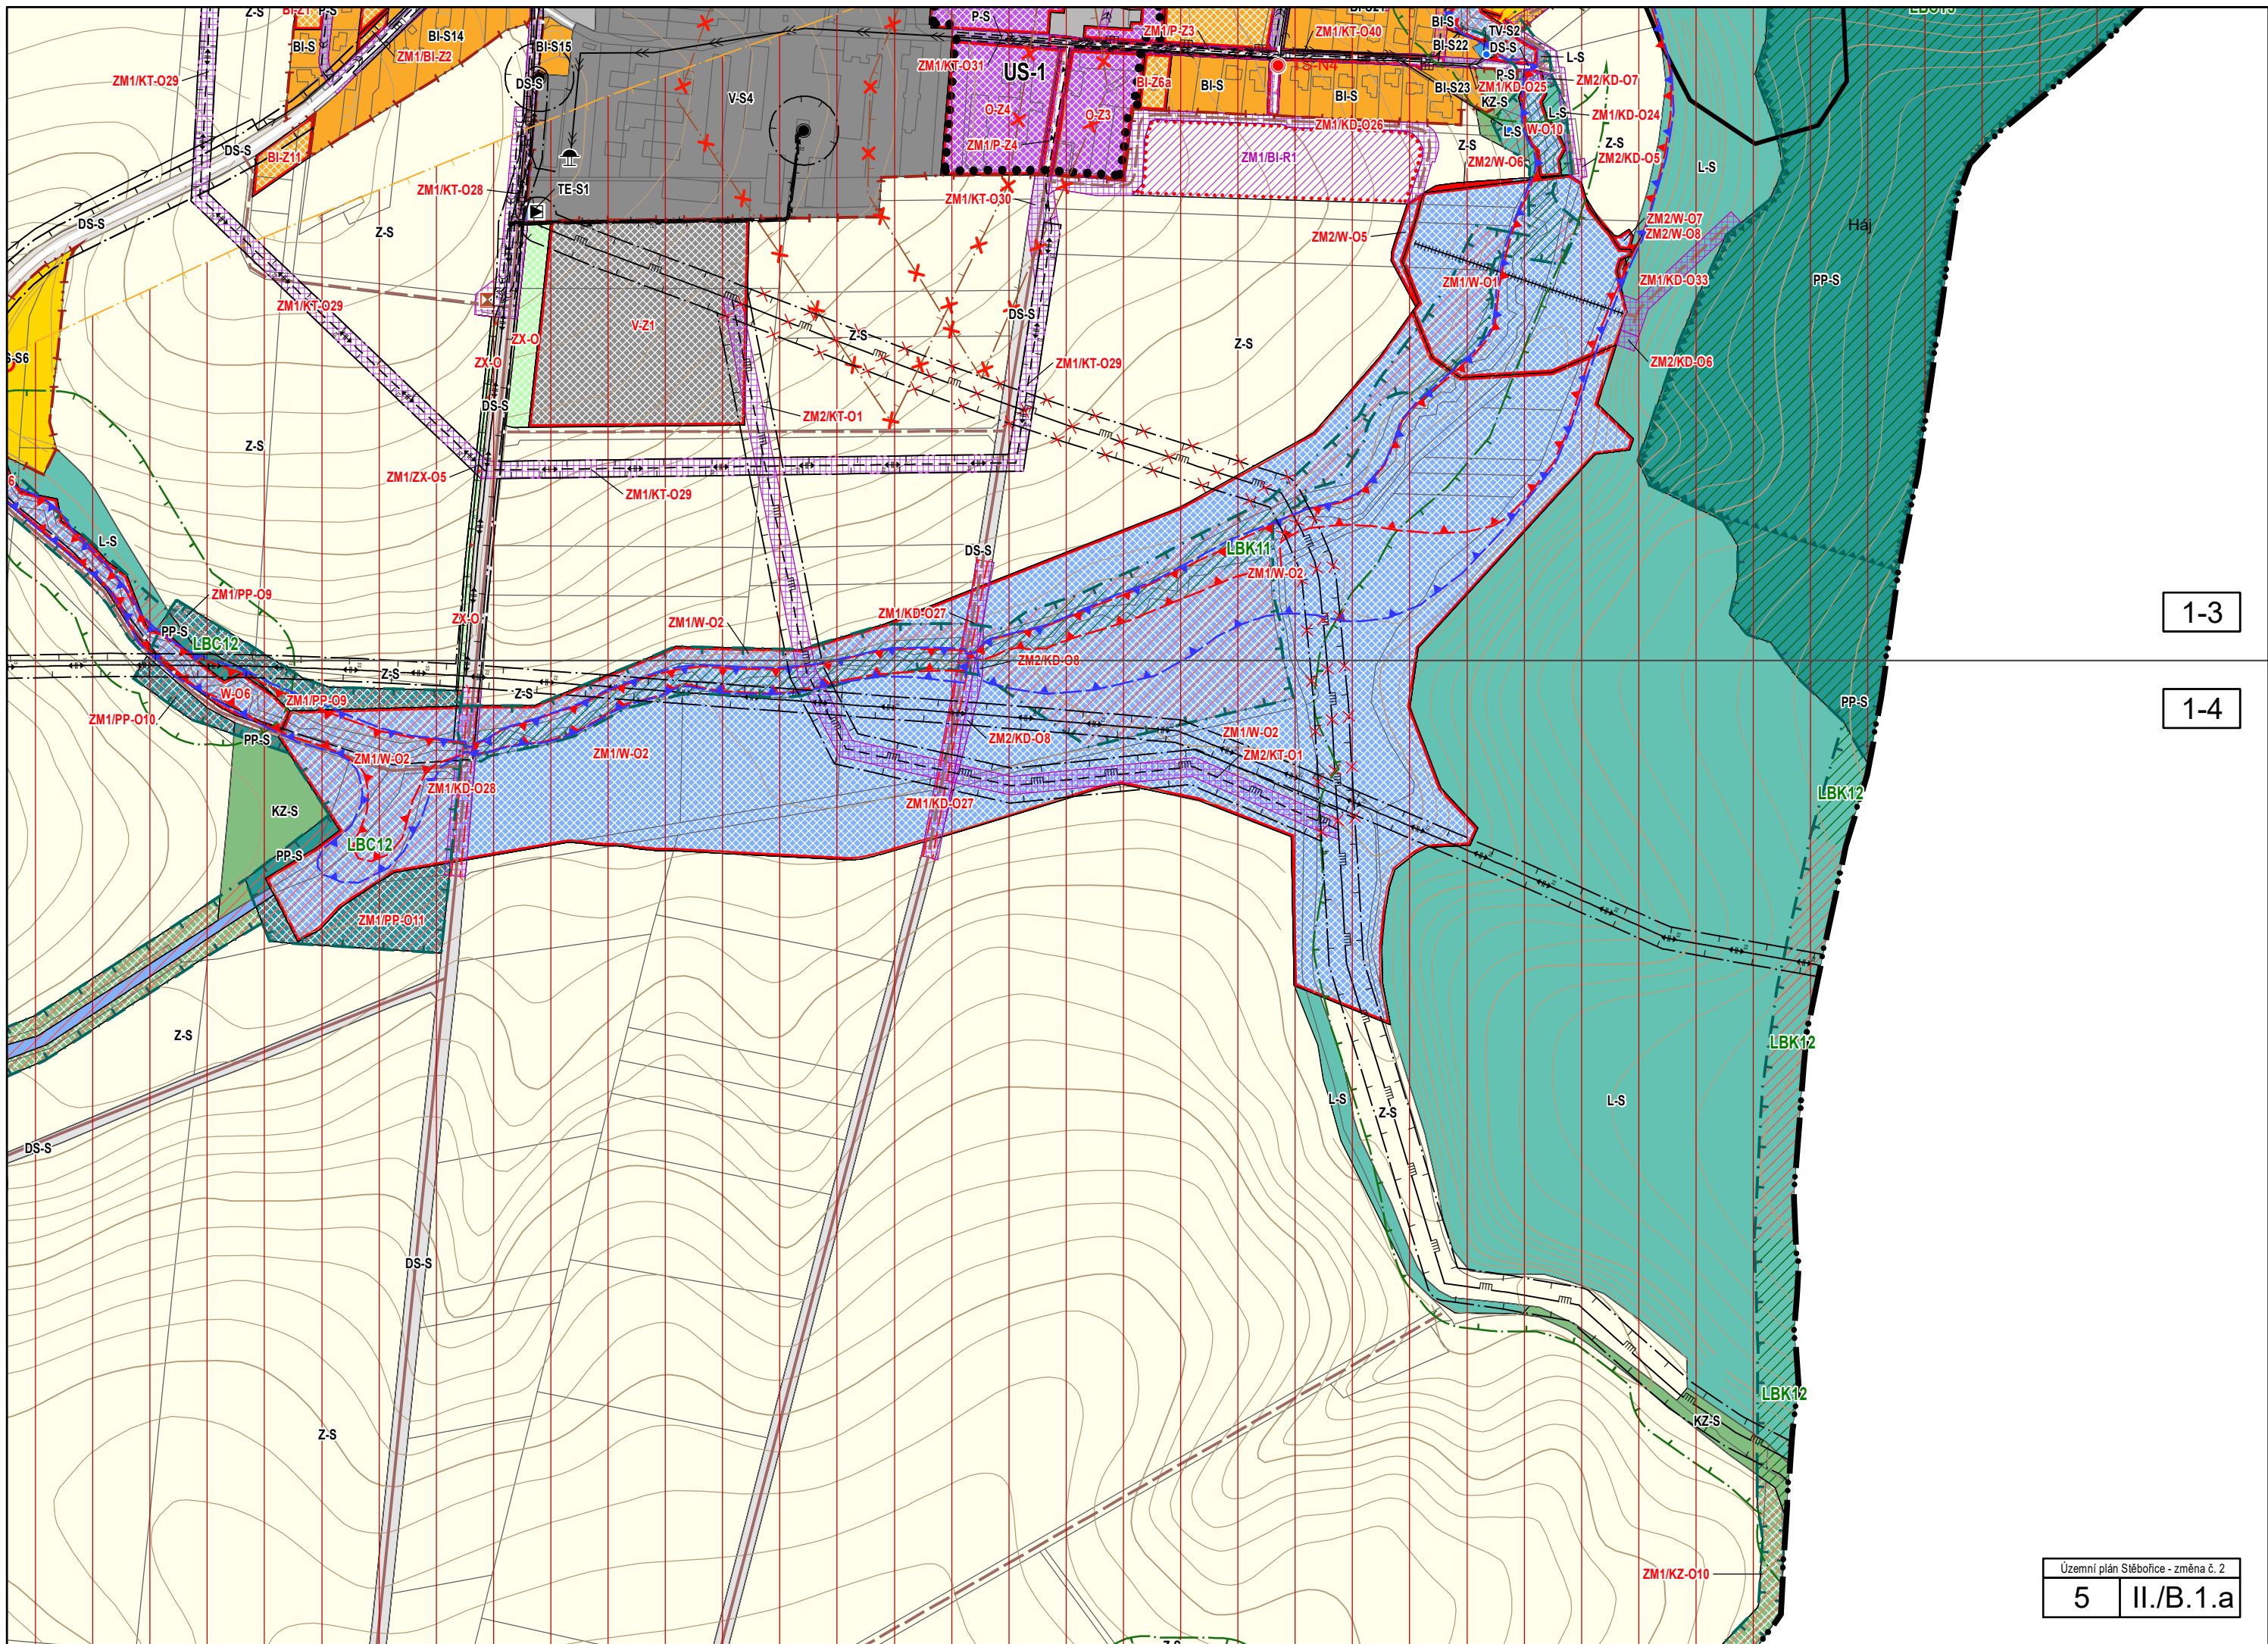 Z-S
P-S
BI-S
BI-S14
ZM1/BI-Z2
BI-S15
P-S
ZM1/P-Z3
ZM1/KT-O40
BI-S
TV-S2
BI-S22
DS-S
L-S
ZM1/KT-O29
DS-S
V-S4
ZM1/KT-O31
US-1
BI-Z6a
BI-S
BI-S
BI-S23
P-S
ZM1/KD-O25
ZM2/KD-O7
KZ-S
O-Z4
O-Z3
ZM1/KD-O26
ZM1/KD-O24
L-S
L-S
W-O10
DS-S
BI-Z11
ZM1/P-Z4
ZM1/BI-R1
Z-S
Z-S
ZM2/W-O6
ZM2/KD-O5
L-S
ZM1/KT-O28
TE-S1
ZM1/KT-O30
DS-S
Z-S
ZM2/W-O5
ZM2/W-O7
ZM2/W-O8
Háj
ZM1/W-O1
ZM1/KD-O33
PP-S
ZM1/KT-O29
ZX-O
V-Z1
Z-S
DS-S
Z-S
ZX-O
ZM1/KT-O29
ZM2/KD-O6
DS-S
ZM2/KT-O1
Z-S
ZM1/ZX-O5
ZM1/KT-O29
L-S
DS-S
LBK11
ZM1/W-O2
ZM1/PP-O9
PP-S
LBC12
ZX-O
ZM1/W-O2
ZM1/KD-O27
1-3
Z-S
Z-S
ZM2/KD-O8
W-O6
ZM1/PP-O9
ZM1/PP-O10
PP-S
PP-S
1-4
ZM1/W-O2
ZM1/W-O2
ZM2/KD-O8
ZM1/W-O2
ZM2/KT-O1
ZM1/KD-O28
ZM1/KD-O27
LBK12
KZ-S
LBC12
PP-S
ZM1/PP-O11
Z-S
LBK12
L-S
Z-S
L-S
DS-S
DS-S
LBK12
KZ-S
Z-S
ZM1/KZ-O10
Územní plán Stěbořice - změna č. 2
5 II./B.1.a